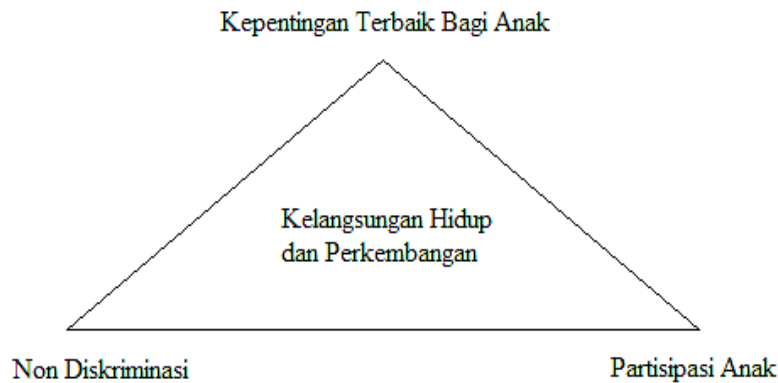 Kepentingan Terbaik Bagi Anak
Kelangsungan Hidup
dan Perkembangan
Non Diskriminasi
Partisipasi Anak